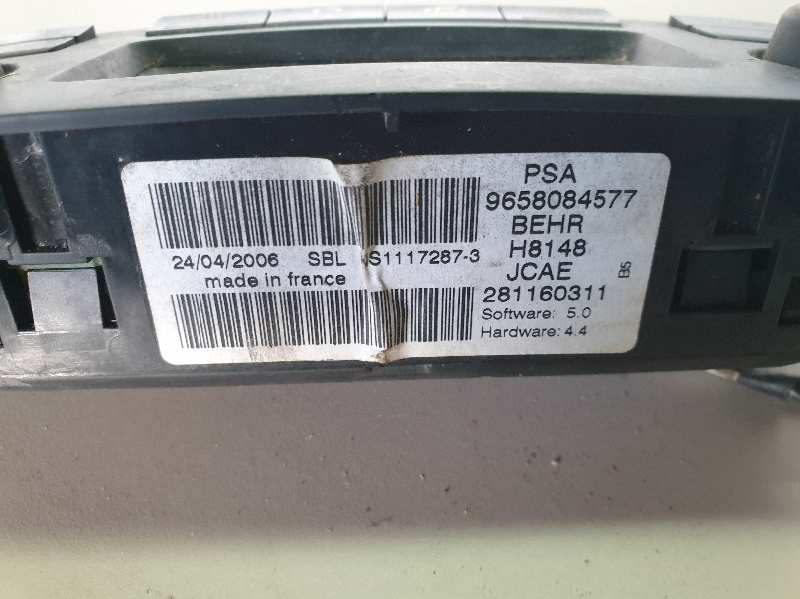 24/04/2006 SBL S1117287-3
made in france
PSA
9658084577
BEHR
H8148
JCAE
281160311
Software: 5.0
Hardware: 4.4
B5